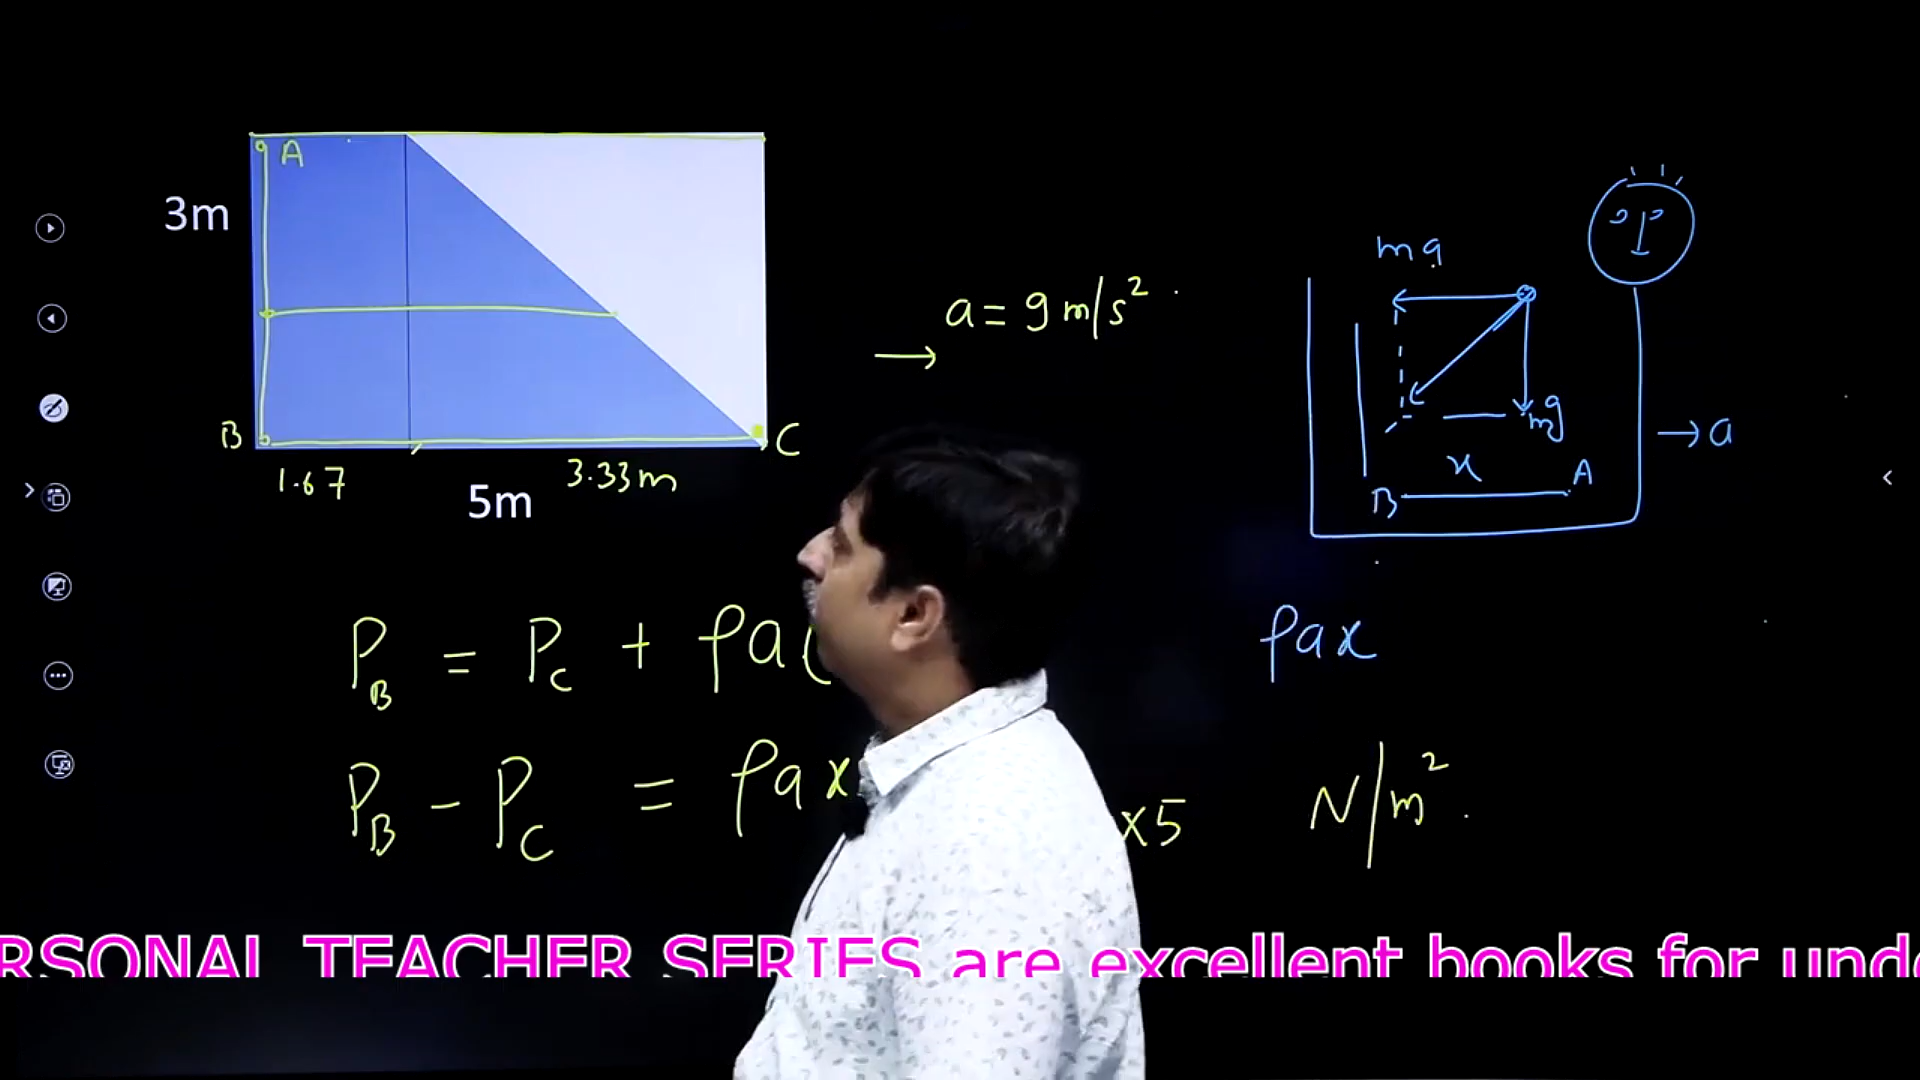 A
3m
B
C
1.67
3.33m
5m
a = 9 m/s²
ma
mg
x
B
A
→ a
P_B = P_C + ρa(
ρax
P_B - P_C = ρax
x5
N/m².
RSONAL TEACHER SERIES are excellent books for unde